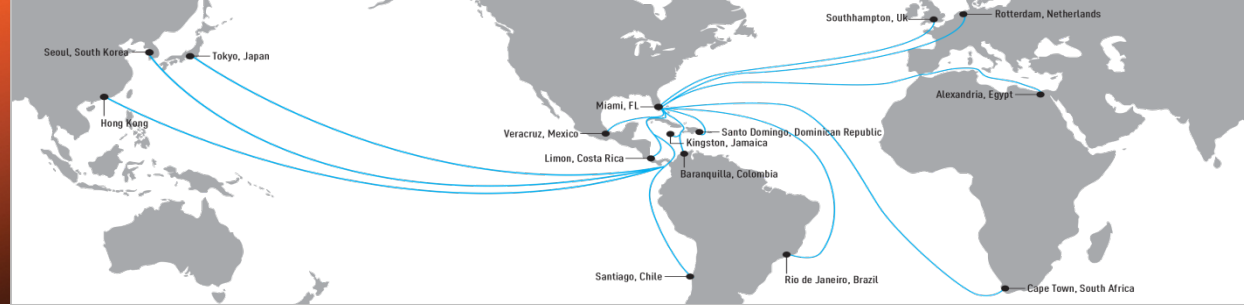 Southhampton, Uk
Rotterdam, Netherlands
Seoul, South Korea
Tokyo, Japan
Alexandria, Egypt
Miami, FL
Hong Kong
Veracruz, Mexico
Santo Domingo, Dominican Republic
Kingston, Jamaica
Limon, Costa Rica
Baranquilla, Colombia
Santiago, Chile
Rio de Janeiro, Brazil
Cape Town, South Africa